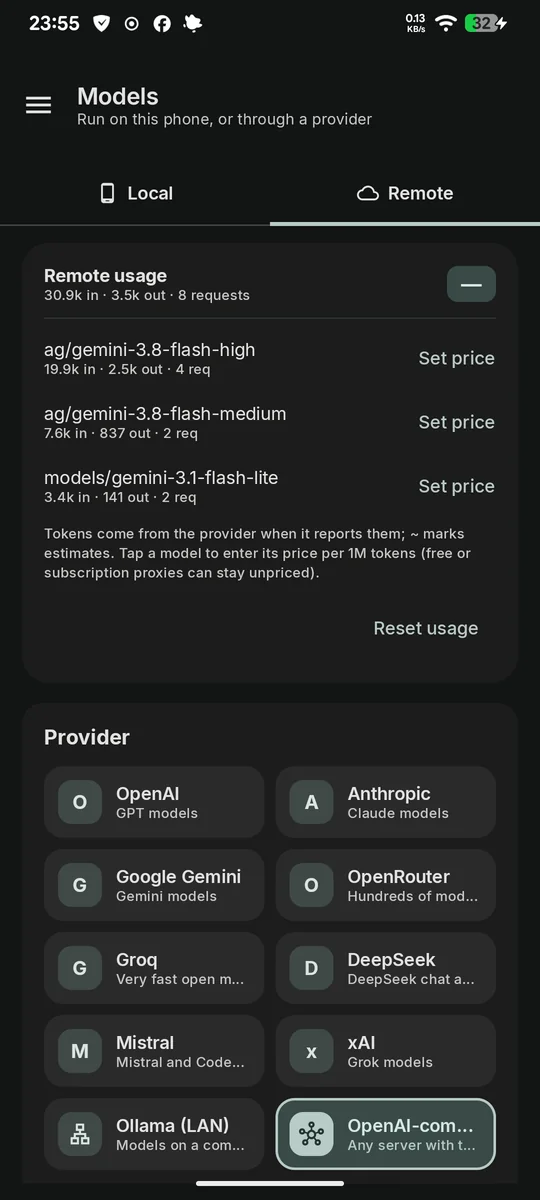 23:55
0.13
KB/s
32
Models
Run on this phone, or through a provider
Local
Remote
Remote usage
30.9k in · 3.5k out · 8 requests
—
ag/gemini-3.8-flash-high
19.9k in · 2.5k out · 4 req
Set price
ag/gemini-3.8-flash-medium
7.6k in · 837 out · 2 req
Set price
models/gemini-3.1-flash-lite
3.4k in · 141 out · 2 req
Set price
Tokens come from the provider when it reports them; ~ marks
estimates. Tap a model to enter its price per 1M tokens (free or
subscription proxies can stay unpriced).
Reset usage
Provider
O
OpenAI
GPT models
A
Anthropic
Claude models
G
Google Gemini
Gemini models
O
OpenRouter
Hundreds of mod...
G
Groq
Very fast open m...
D
DeepSeek
DeepSeek chat a...
M
Mistral
Mistral and Code...
x
xAI
Grok models
Ollama (LAN)
Models on a com...
OpenAI-com...
Any server with t...